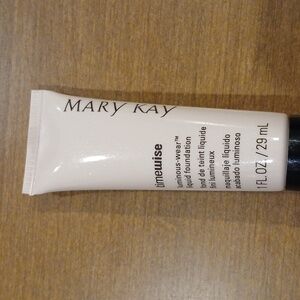 MARY KAY
timewise
luminous-wear™
liquid foundation
fond de teint liquide
fini lumineux
maquillaje líquido
acabado luminoso
1 FL.OZ./29 mL